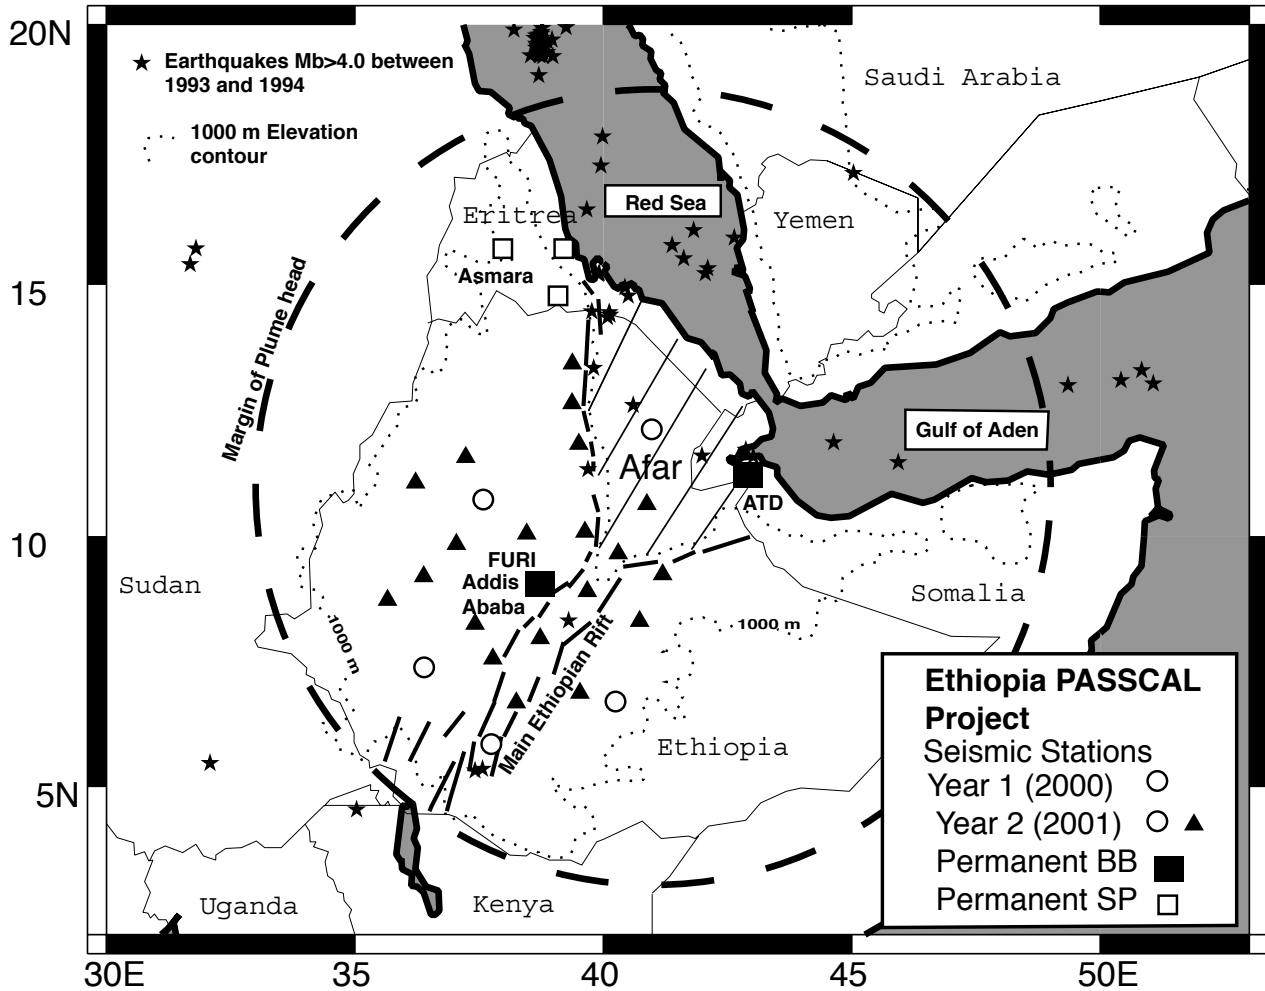 20N
15
10
5N
30E
35
40
45
50E
Earthquakes Mb>4.0 between
1993 and 1994
1000 m Elevation
contour
Saudi Arabia
Red Sea
Yemen
Eritrea
Asmara
Margin of Plume head
Gulf of Aden
Afar
ATD
FURI
Addis
Ababa
Sudan
Somalia
1000 m
1000 m
Main Ethiopian Rift
Ethiopia
Uganda
Kenya
Ethiopia PASSCAL
Project
Seismic Stations
Year 1 (2000)
Year 2 (2001)
Permanent BB
Permanent SP